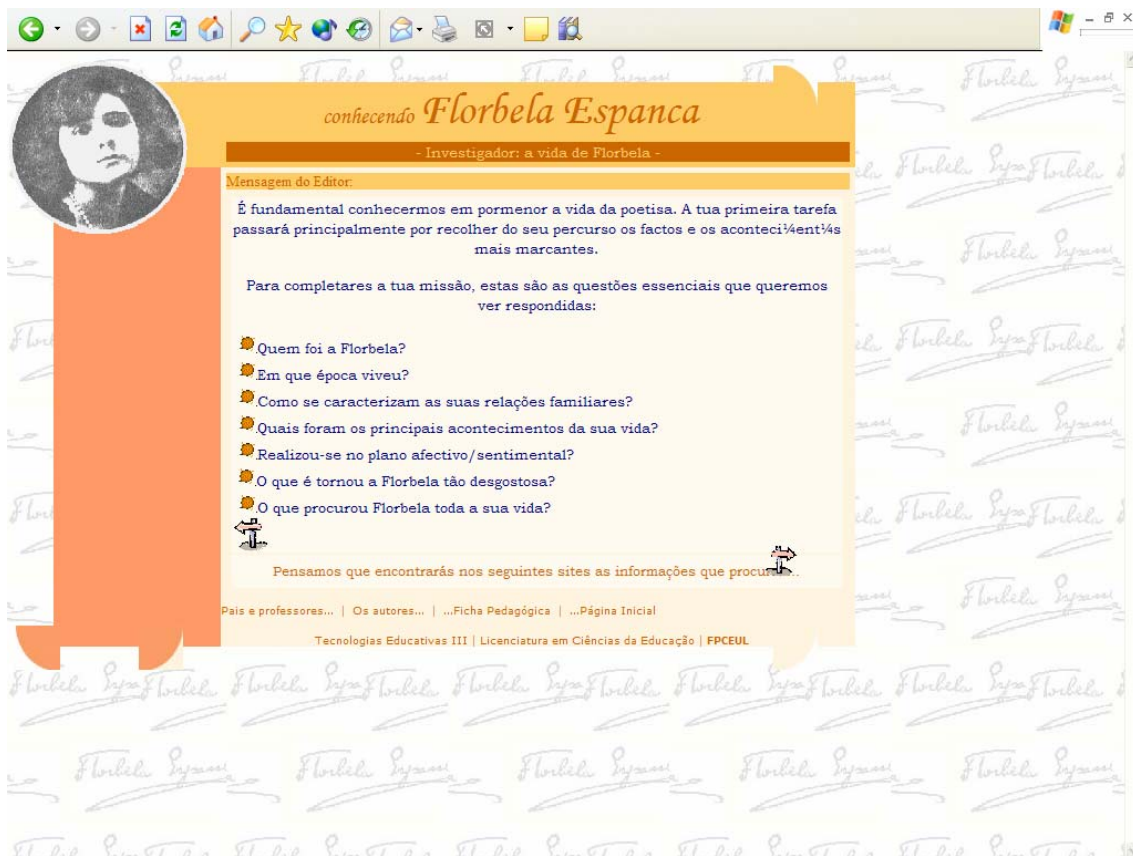 conhecendo Florbela Espanca
- Investigador: a vida de Florbela -
Mensagem do Editor:
É fundamental conhecermos em pormenor a vida da poetisa. A tua primeira tarefa
passará principalmente por recolher do seu percurso os factos e os aconteci¼ent¼s
mais marcantes.
Para completares a tua missão, estas são as questões essenciais que queremos
ver respondidas:
.Quem foi a Florbela?
.Em que época viveu?
.Como se caracterizam as suas relações familiares?
.Quais foram os principais acontecimentos da sua vida?
.Realizou-se no plano afectivo/sentimental?
.O que é tornou a Florbela tão desgostosa?
.O que procurou Florbela toda a sua vida?
Pensamos que encontrarás nos seguintes sites as informações que
Pais e professores... | Os autores... | ...Ficha Pedagógica | ...Página Inicial
Tecnologias Educativas III | Licenciatura em Ciências da Educação | FPCEUL